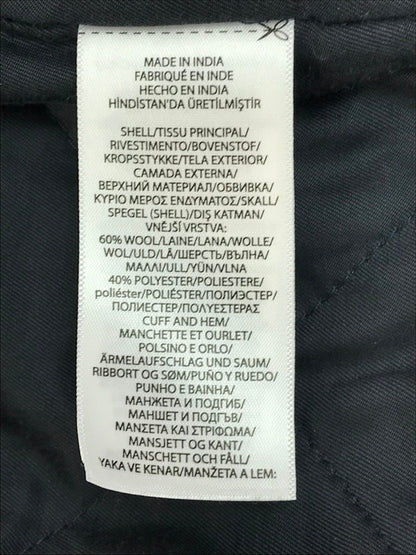 MADE IN INDIA
FABRIQUÉ EN INDE
HECHO EN INDIA
HİNDİSTAN'DA ÜRETİLMİŞTİR
SHELL/TISSU PRINCIPAL/
RIVESTIMENTO/BOVENSTOF/
KROPSSTYKKE/TELA EXTERIOR/
CAMADA EXTERNA/
ВЕРХНИЙ МАТЕРИАЛ/ОБВИВКА/
ΚΥΡΙΟ ΜΕΡΟΣ ΕΝΔΥΜΑΤΟΣ/SKALL/
SPEGEL (SHELL)/DIŞ KATMAN/
VNĚJŠÍ VRSTVA:
60% WOOL/LAINE/LANA/WOLLE/
WOL/ULD/LÃ/ШЕРСТЬ/ВЪЛНА/
ΜΑΛΛΙ/ULL/YÜN/VLNA
40% POLYESTER/POLIESTERE/
poliéster/POLIÉSTER/ПОЛИЭСТЕР/
ПОЛИЕСТЕР/ΠΟΛΥΕΣΤΕΡΑΣ
CUFF AND HEM/
MANCHETTE ET OURLET/
POLSINO E ORLO/
ÄRMELAUFSCHLAG UND SAUM/
RIBBORT OG SØM/PUÑO Y RUEDO/
PUNHO E BAINHA/
МАНЖЕТА И ПОДГИБ/
МАНШЕТ И ПОДГЪВ/
ΜΑΝΣΕΤΑ ΚΑΙ ΣΤΡΙΦΩΜΑ/
MANSJETT OG KANT/
MANSCHETT OCH FÅLL/
YAKA VE KENAR/MANŽETA A LEM: